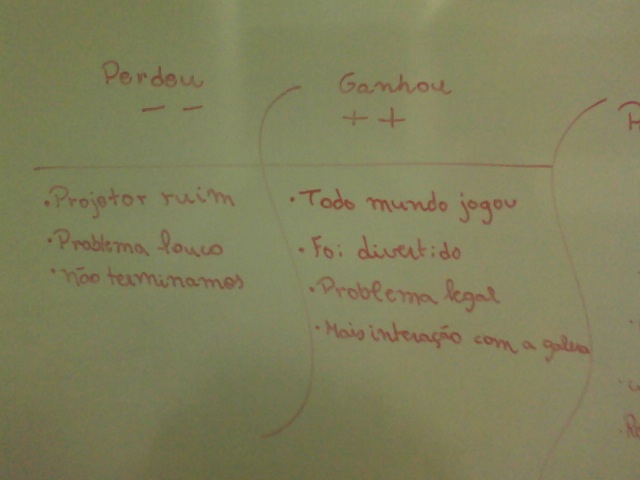 Perdeu
– –
• Projetor ruim
• Problema louco
• não terminamos
Ganhou
+ +
• Todo mundo jogou
• Foi divertido
• Problema legal
• Mais interação com a galera